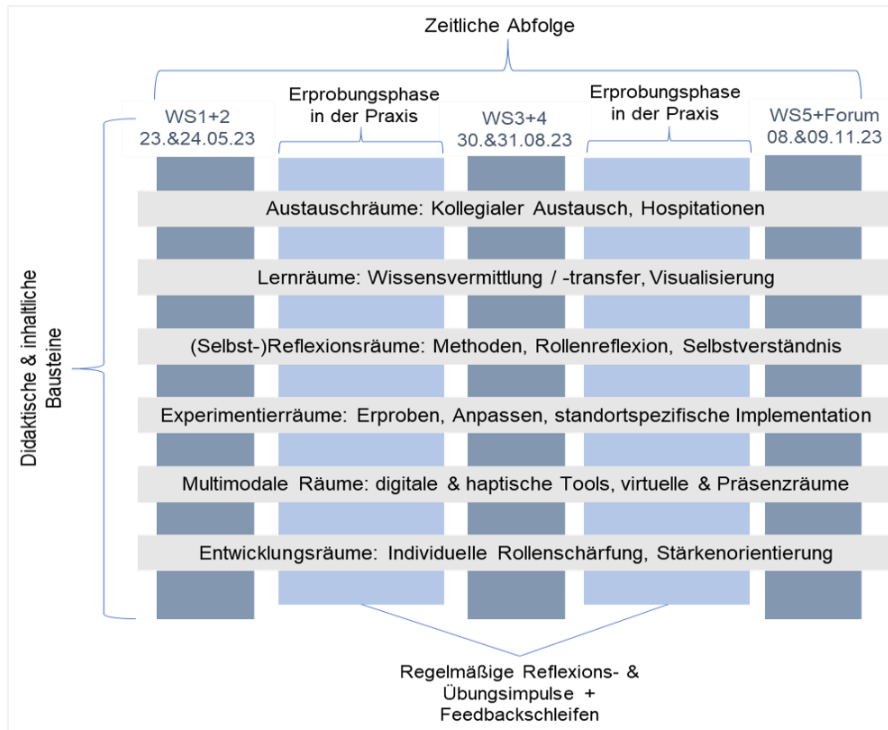 Zeitliche Abfolge
WS1+2
23.&24.05.23
Erprobungsphase
in der Praxis
WS3+4
30.&31.08.23
Erprobungsphase
in der Praxis
WS5+Forum
08.&09.11.23
Didaktische & inhaltliche
Bausteine
Austauschräume: Kollegialer Austausch, Hospitationen
Lernräume: Wissensvermittlung / -transfer, Visualisierung
(Selbst-)Reflexionsräume: Methoden, Rollenreflexion, Selbstverständnis
Experimentierräume: Erproben, Anpassen, standortspezifische Implementation
Multimodale Räume: digitale & haptische Tools, virtuelle & Präsenzräume
Entwicklungsräume: Individuelle Rollenschärfung, Stärkenorientierung
Regelmäßige Reflexions- &
Übungsimpulse +
Feedbackschleifen